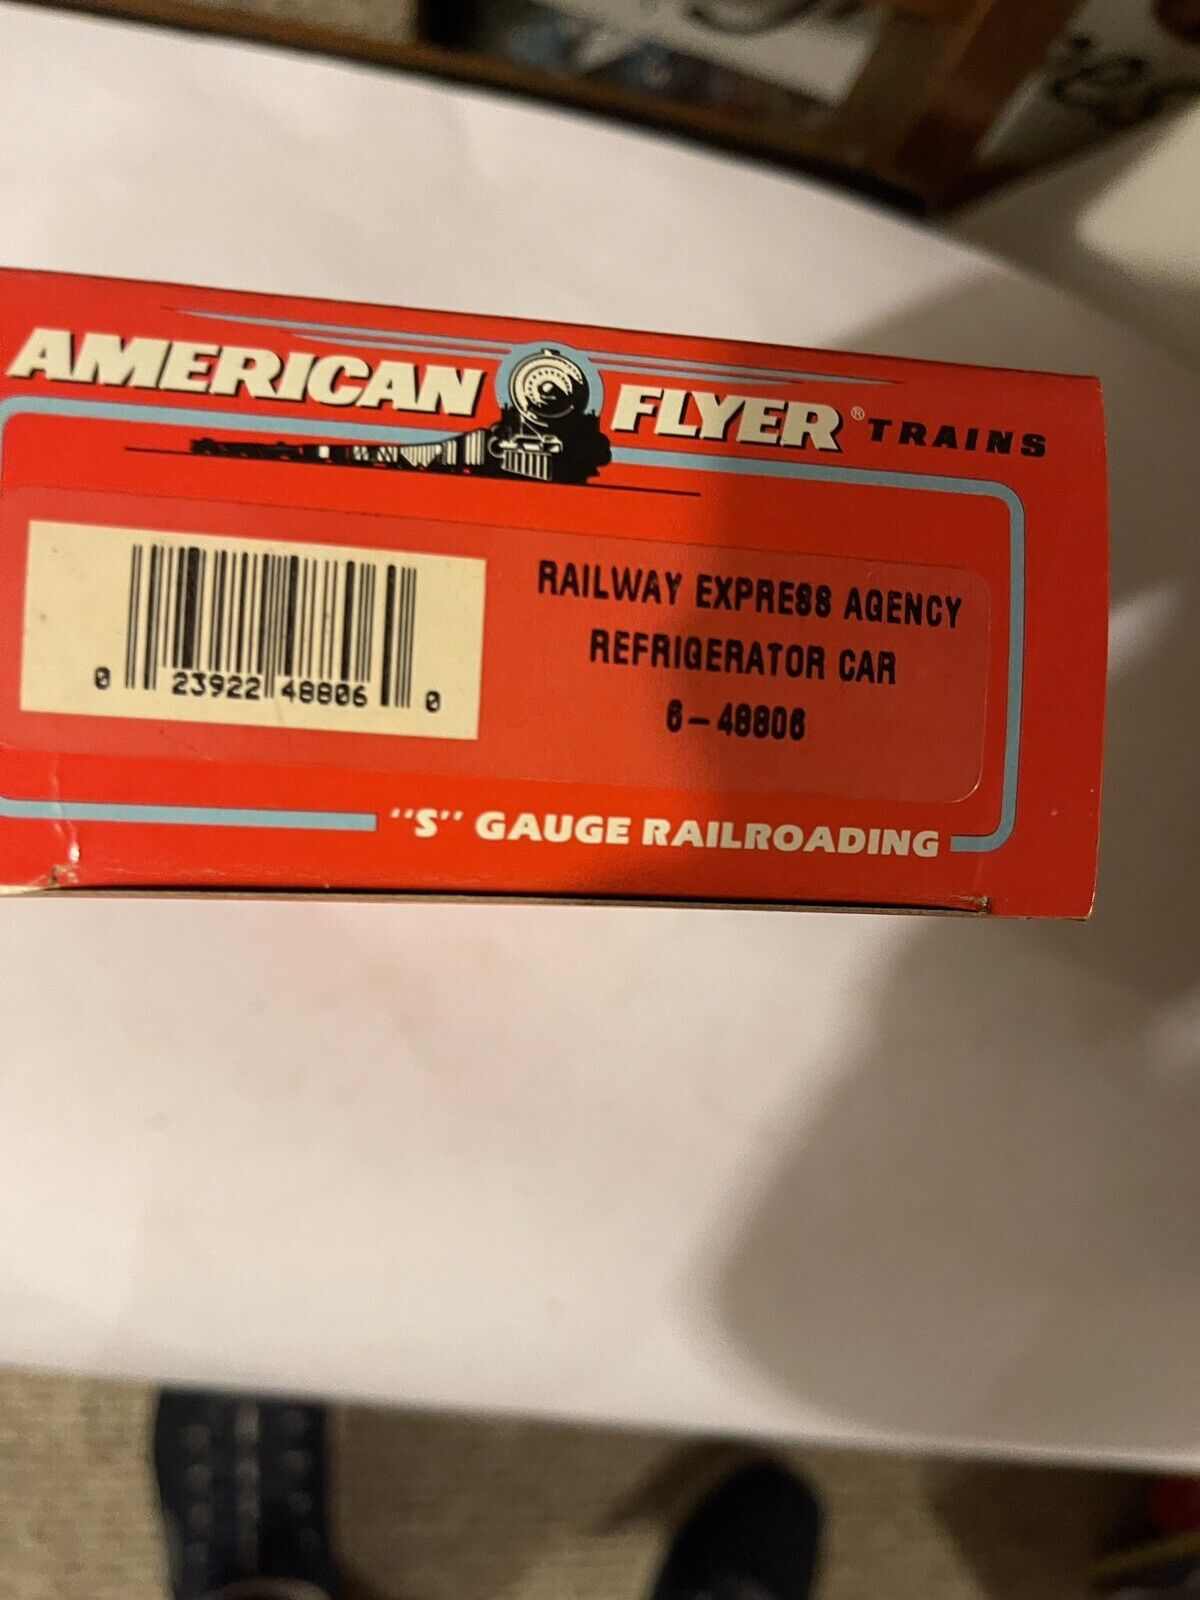 AMERICAN FLYER® TRAINS
RAILWAY EXPRESS AGENCY
REFRIGERATOR CAR
6-48806
0 23922 48806 0
"S" GAUGE RAILROADING